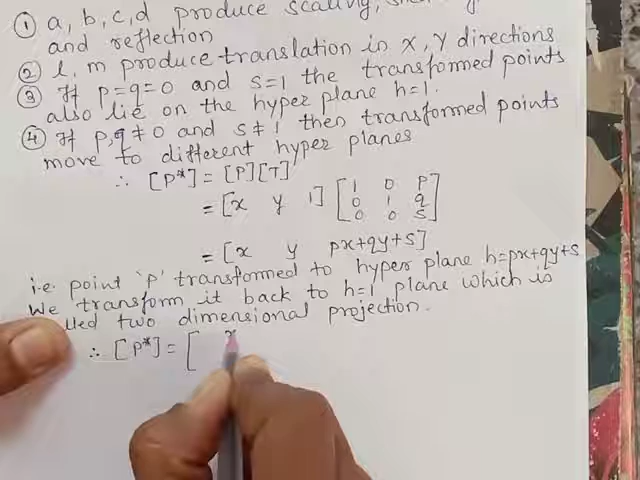 ① a, b, c, d produce scaling,
and reflection
② l, m produce translation in x, y directions
③ If p=q=0 and s=1 the transformed points
also lie on the hyper plane h=1.
④ If p,q ≠ 0 and s ≠ 1 then transformed points
move to different hyper planes
∴ [P*] = [P][T]
= [x y 1] [1 0 p
0 1 q
0 0 s]
= [x y px+qy+s]
i.e point 'p' transformed to hyper plane h=px+qy+s
We transform it back to h=1 plane which is
two dimensional projection.
∴ [P*] = [ x